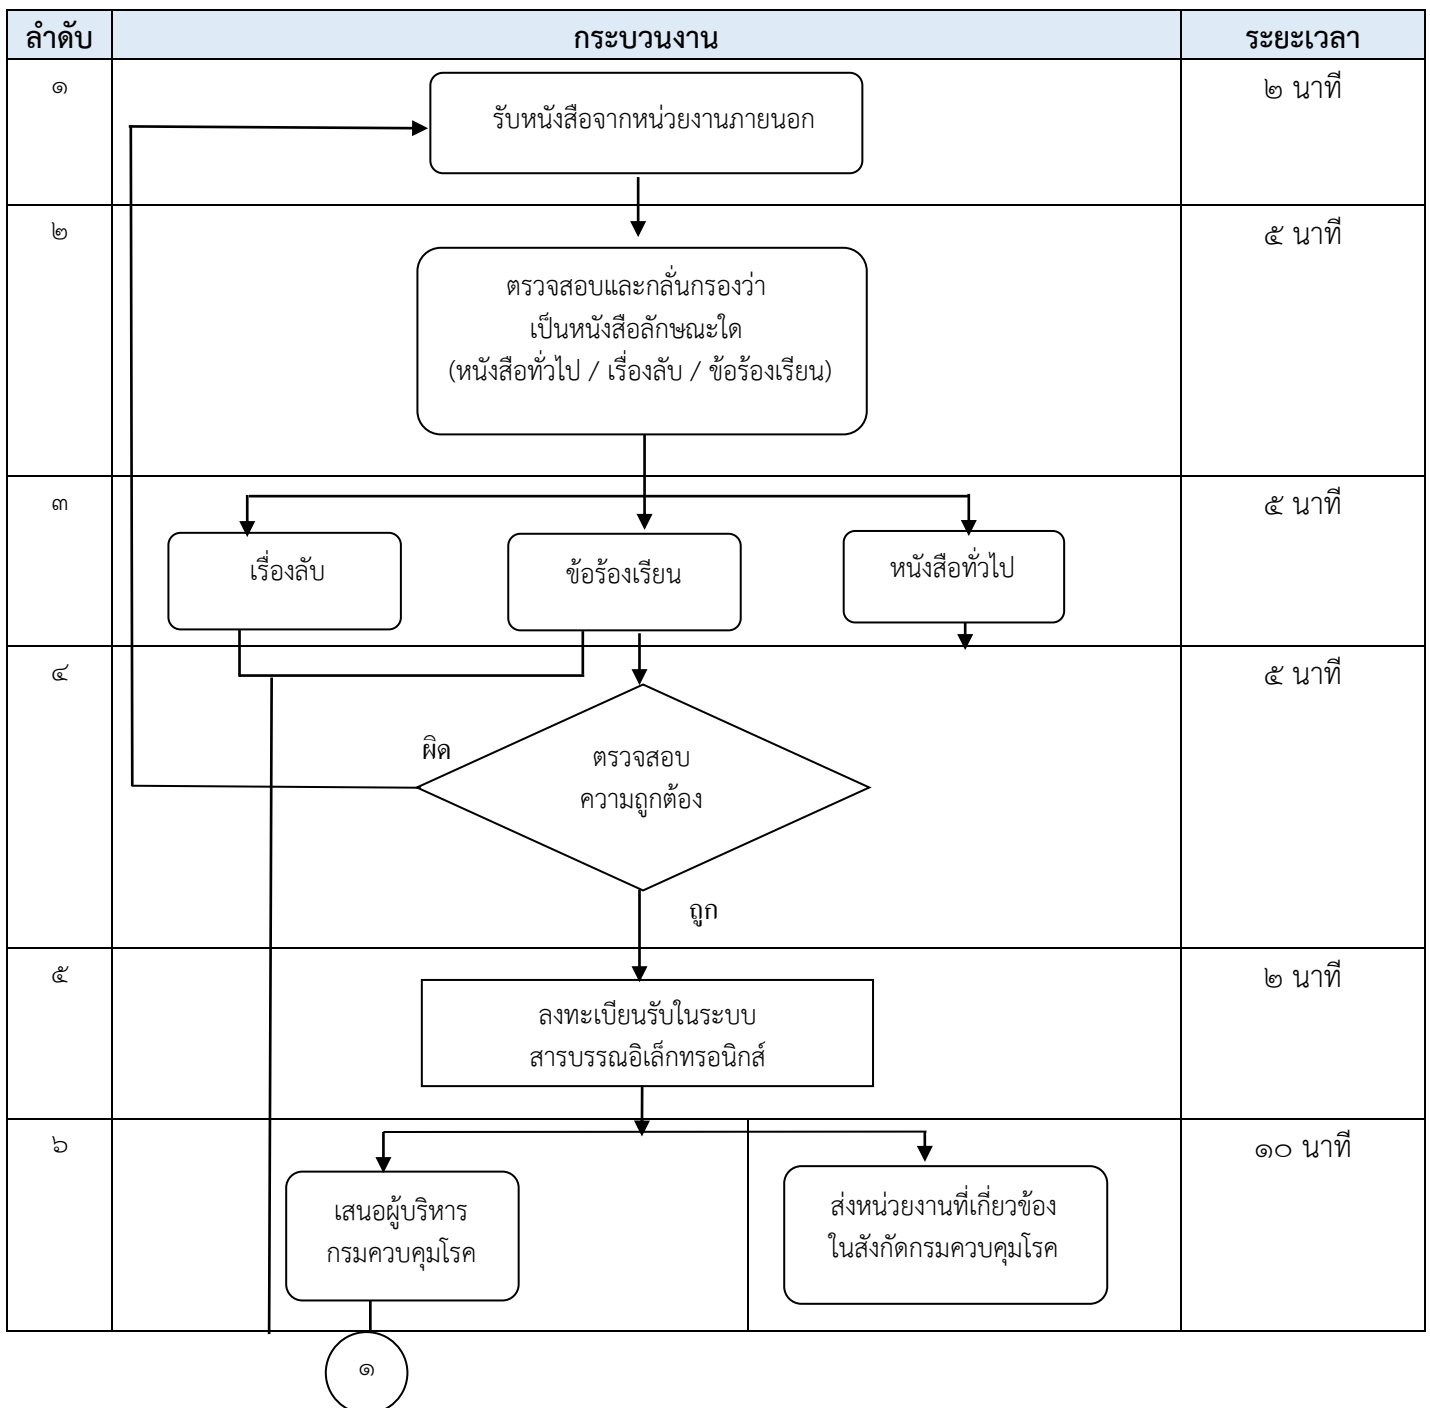 ลำดับ กระบวนงาน ระยะเวลา
๑ รับหนังสือจากหน่วยงานภายนอก ๒ นาที
๒ ๕ นาที
ตรวจสอบและกลั่นกรองว่า
เป็นหนังสือลักษณะใด
(หนังสือทั่วไป / เรื่องลับ / ข้อร้องเรียน)
๓ ๕ นาที
เรื่องลับ ข้อร้องเรียน หนังสือทั่วไป
๔ ๕ นาที
ผิด
ตรวจสอบ
ความถูกต้อง
ถูก
๕ ๒ นาที
ลงทะเบียนรับในระบบ
สารบรรณอิเล็กทรอนิกส์
๖ ๑๐ นาที
เสนอผู้บริหาร
กรมควบคุมโรค
ส่งหน่วยงานที่เกี่ยวข้อง
ในสังกัดกรมควบคุมโรค
๑